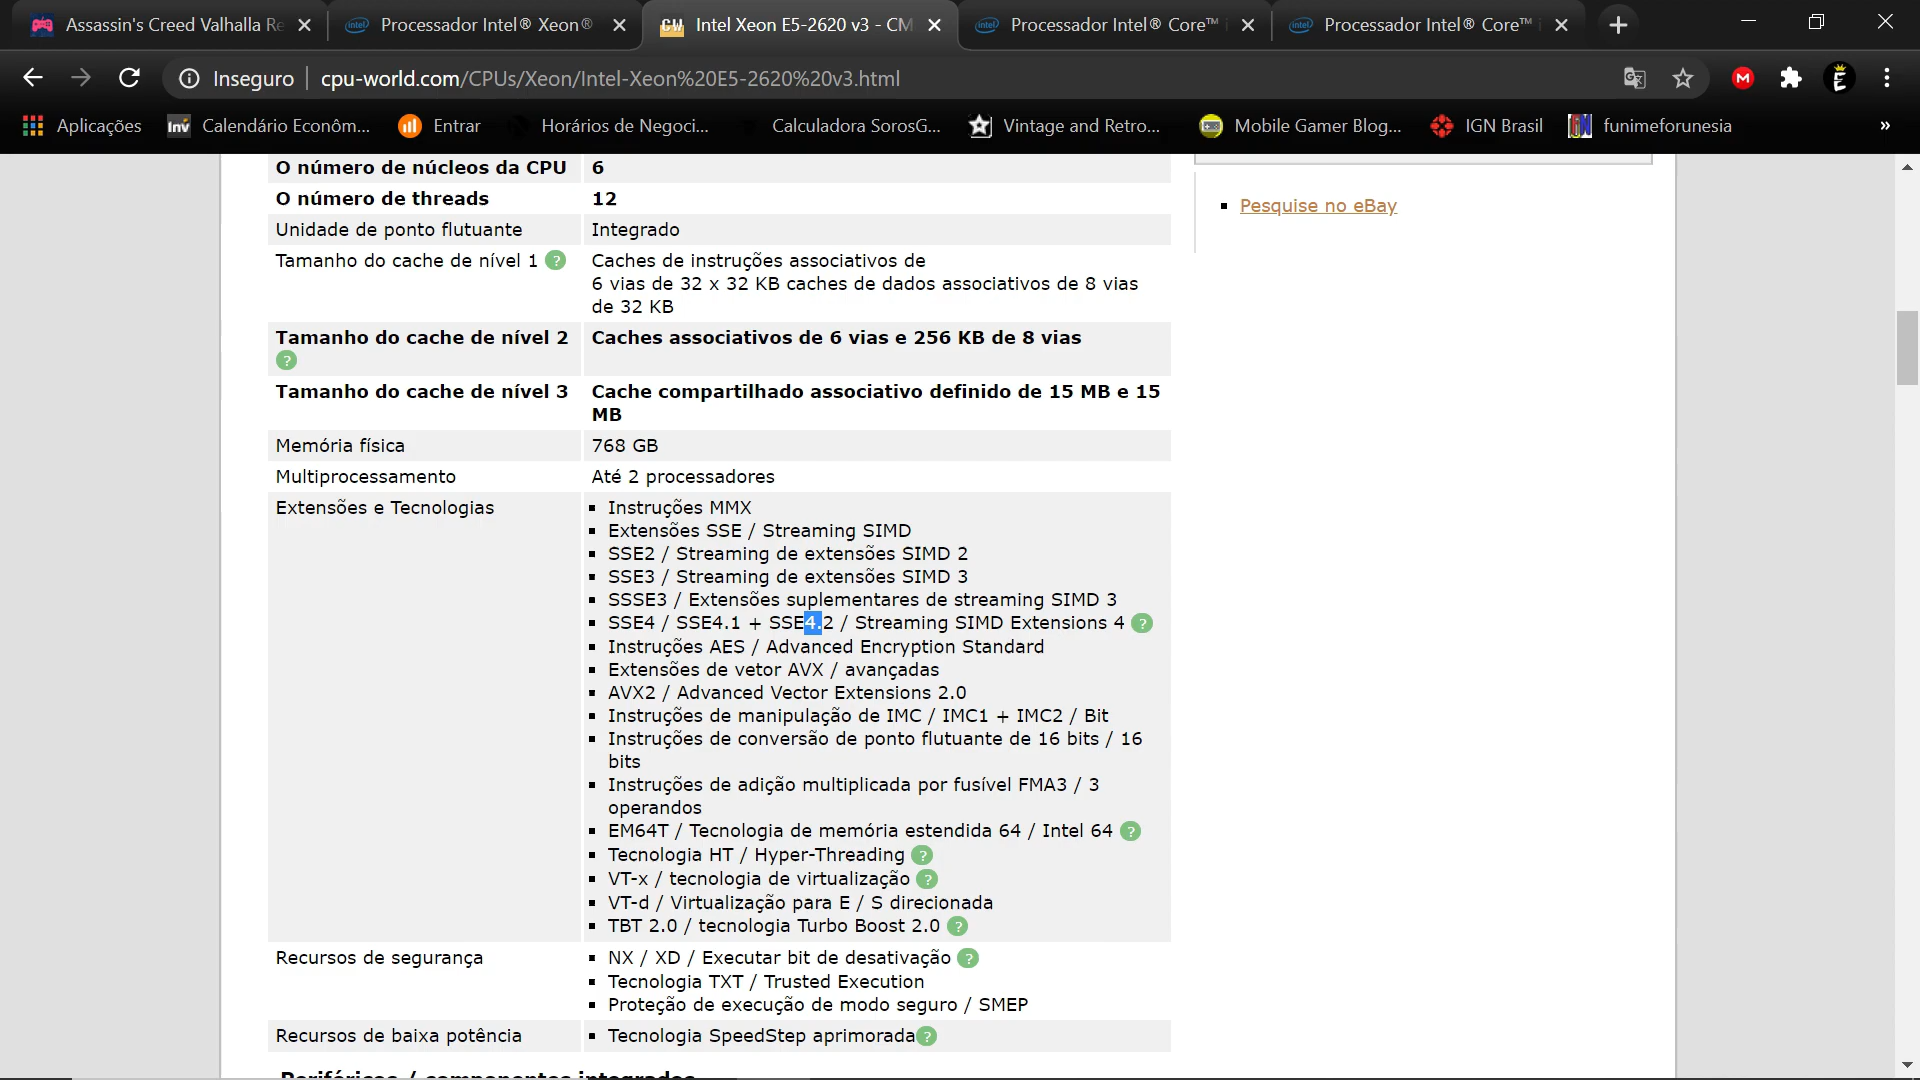 Assassin's Creed Valhalla Re
Processador Intel® Xeon®
Intel Xeon E5-2620 v3 - CM
Processador Intel® Core™
Processador Intel® Core™ i
Inseguro
cpu-world.com/CPUs/Xeon/Intel-Xeon%20E5-2620%20v3.html
Aplicações
Calendário Econôm...
Entrar
Horários de Negoci...
Calculadora SorosG...
Vintage and Retro...
Mobile Gamer Blog...
IGN Brasil
funimeforunesia
»
O número de núcleos da CPU 6
O número de threads 12
Unidade de ponto flutuante Integrado
Tamanho do cache de nível 1 ? Caches de instruções associativos de
6 vias de 32 x 32 KB caches de dados associativos de 8 vias
de 32 KB
Tamanho do cache de nível 2 Caches associativos de 6 vias e 256 KB de 8 vias
?
Tamanho do cache de nível 3 Cache compartilhado associativo definido de 15 MB e 15
MB
Memória física 768 GB
Multiprocessamento Até 2 processadores
Extensões e Tecnologias
▪ Instruções MMX
▪ Extensões SSE / Streaming SIMD
▪ SSE2 / Streaming de extensões SIMD 2
▪ SSE3 / Streaming de extensões SIMD 3
▪ SSSE3 / Extensões suplementares de streaming SIMD 3
▪ SSE4 / SSE4.1 + SSE4.2 / Streaming SIMD Extensions 4 ?
▪ Instruções AES / Advanced Encryption Standard
▪ Extensões de vetor AVX / avançadas
▪ AVX2 / Advanced Vector Extensions 2.0
▪ Instruções de manipulação de IMC / IMC1 + IMC2 / Bit
▪ Instruções de conversão de ponto flutuante de 16 bits / 16
bits
▪ Instruções de adição multiplicada por fusível FMA3 / 3
operandos
▪ EM64T / Tecnologia de memória estendida 64 / Intel 64 ?
▪ Tecnologia HT / Hyper-Threading ?
▪ VT-x / tecnologia de virtualização ?
▪ VT-d / Virtualização para E / S direcionada
▪ TBT 2.0 / tecnologia Turbo Boost 2.0 ?
Recursos de segurança
▪ NX / XD / Executar bit de desativação ?
▪ Tecnologia TXT / Trusted Execution
▪ Proteção de execução de modo seguro / SMEP
Recursos de baixa potência
▪ Tecnologia SpeedStep aprimorada ?
Periféricos / componentes integrados
▪ Pesquise no eBay